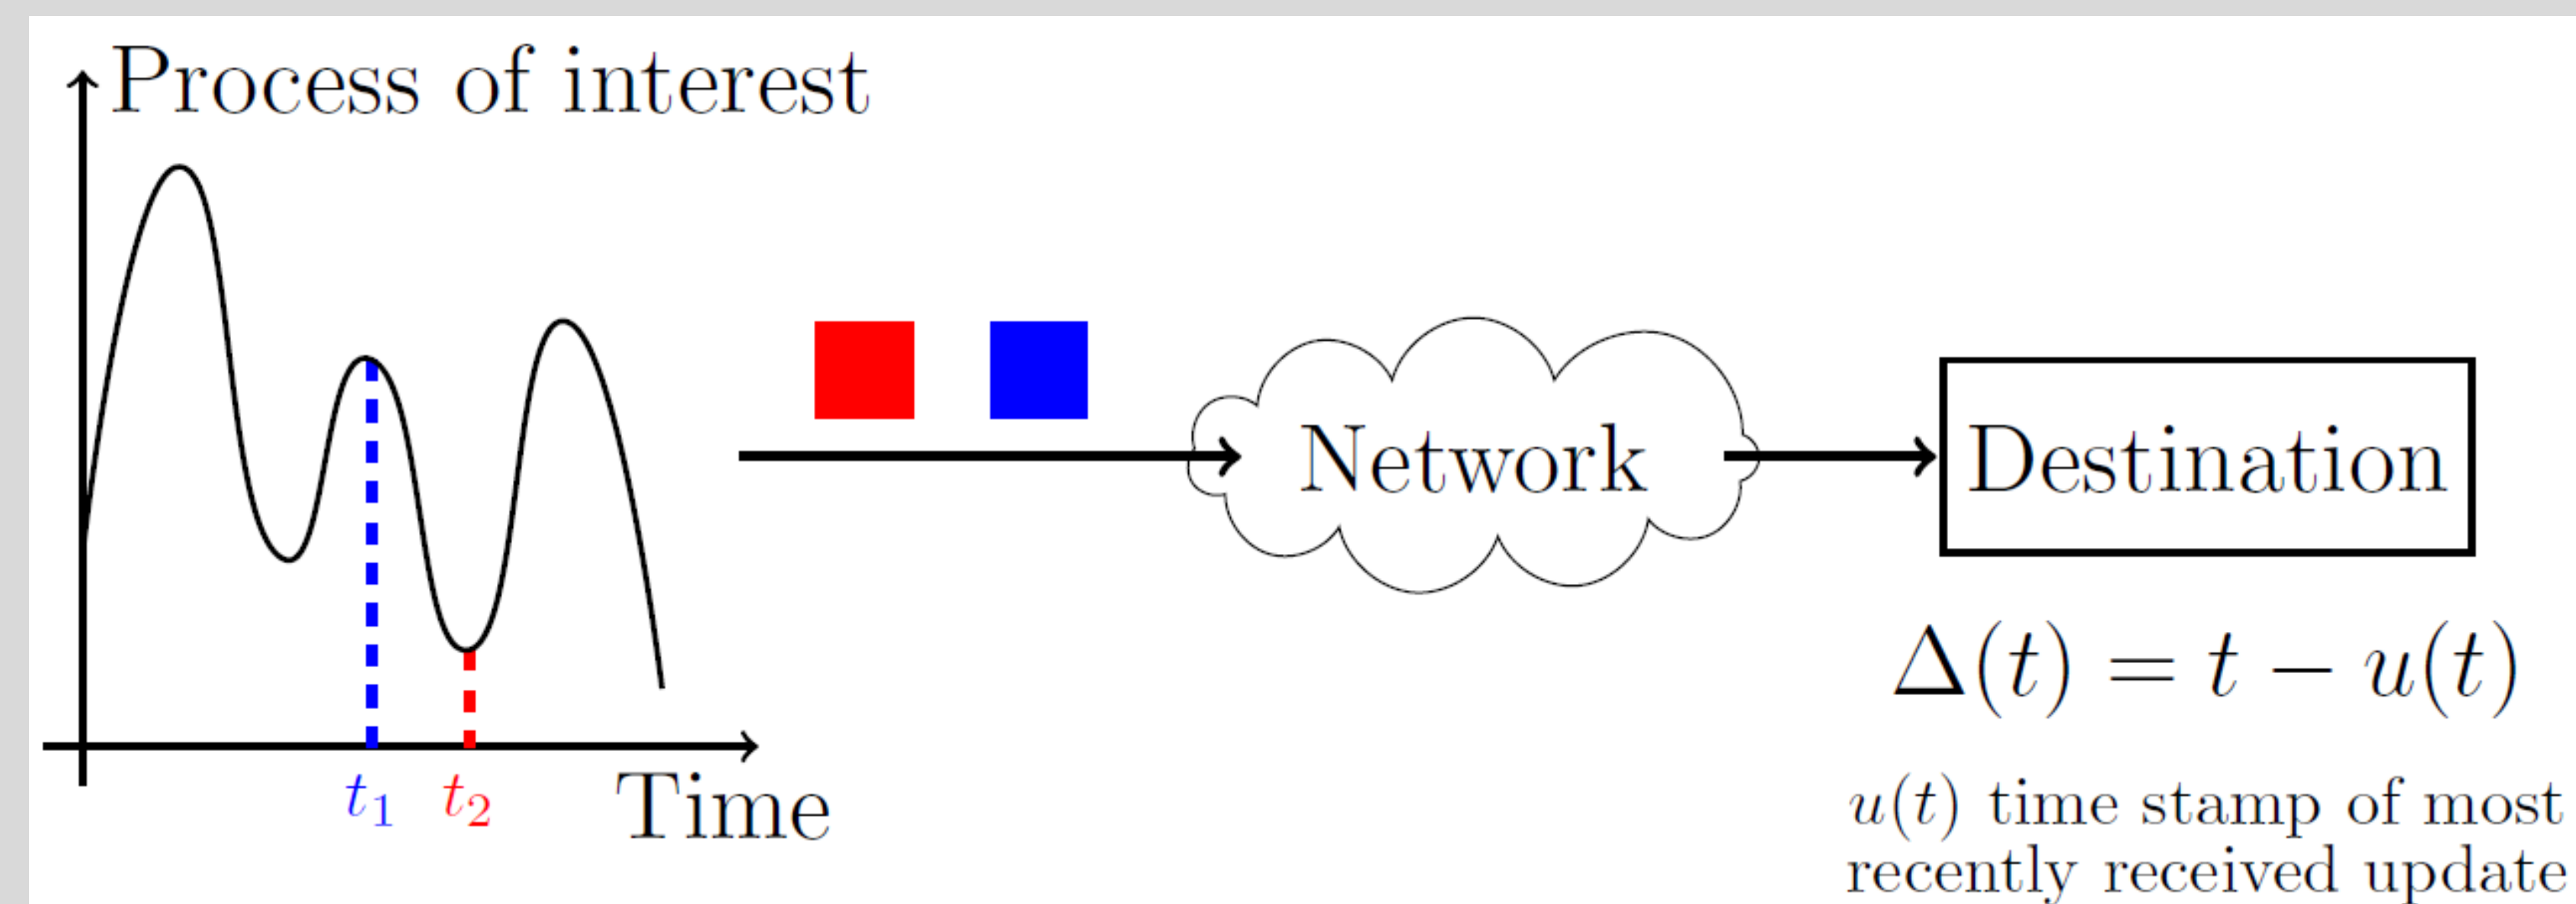 Process of interest
t₁ t₂
Time
Network
Destination
Δ(t) = t − u(t)
u(t) time stamp of most
recently received update